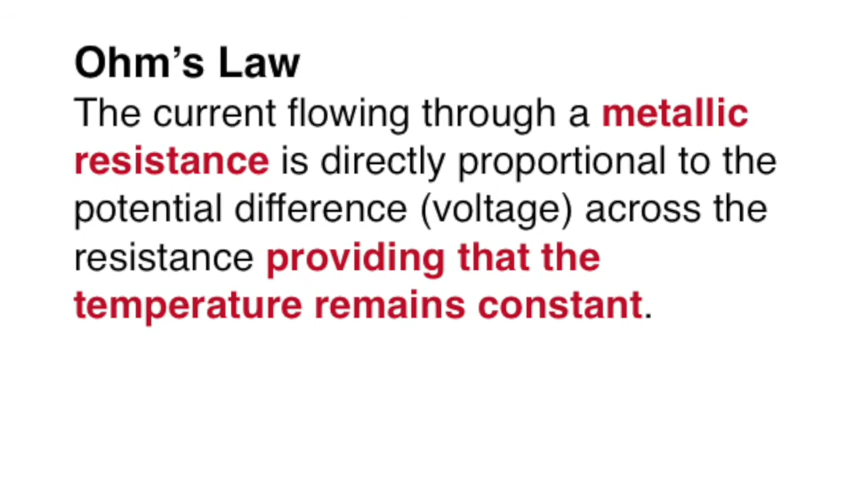 Ohm’s Law
The current flowing through a metallic
resistance is directly proportional to the
potential difference (voltage) across the
resistance providing that the
temperature remains constant.